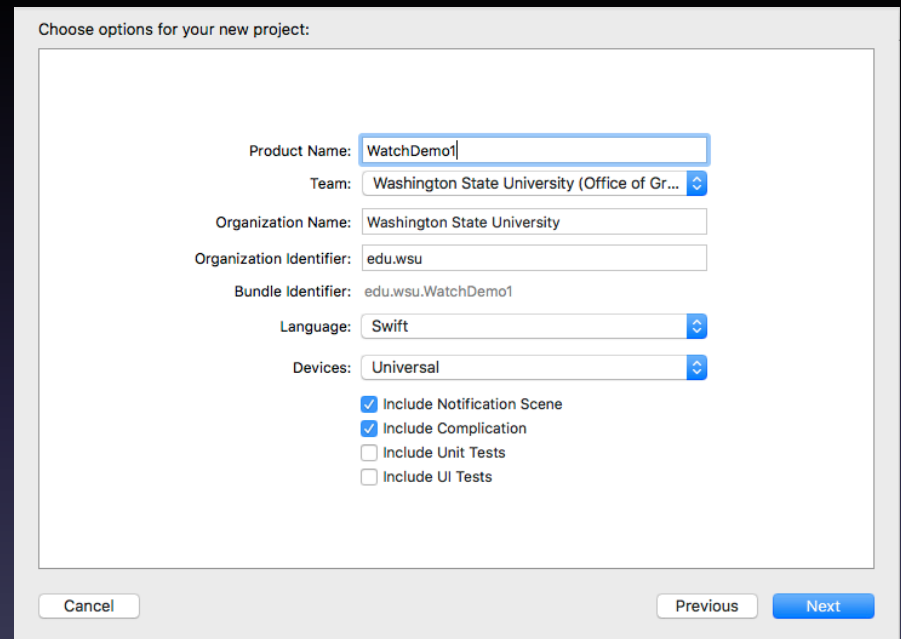 Choose options for your new project:
Product Name: WatchDemo1
Team: Washington State University (Office of Gr...
Organization Name: Washington State University
Organization Identifier: edu.wsu
Bundle Identifier: edu.wsu.WatchDemo1
Language: Swift
Devices: Universal
Include Notification Scene
Include Complication
Include Unit Tests
Include UI Tests
Cancel Previous Next